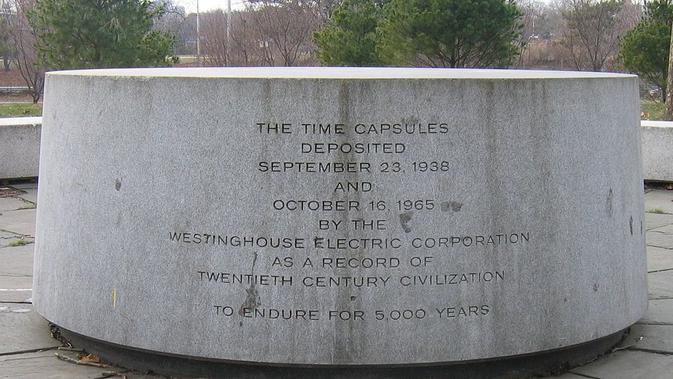 THE TIME CAPSULES
DEPOSITED
SEPTEMBER 23, 1938
AND
OCTOBER 16, 1965
BY THE
WESTINGHOUSE ELECTRIC CORPORATION
AS A RECORD OF
TWENTIETH CENTURY CIVILIZATION
TO ENDURE FOR 5,000 YEARS